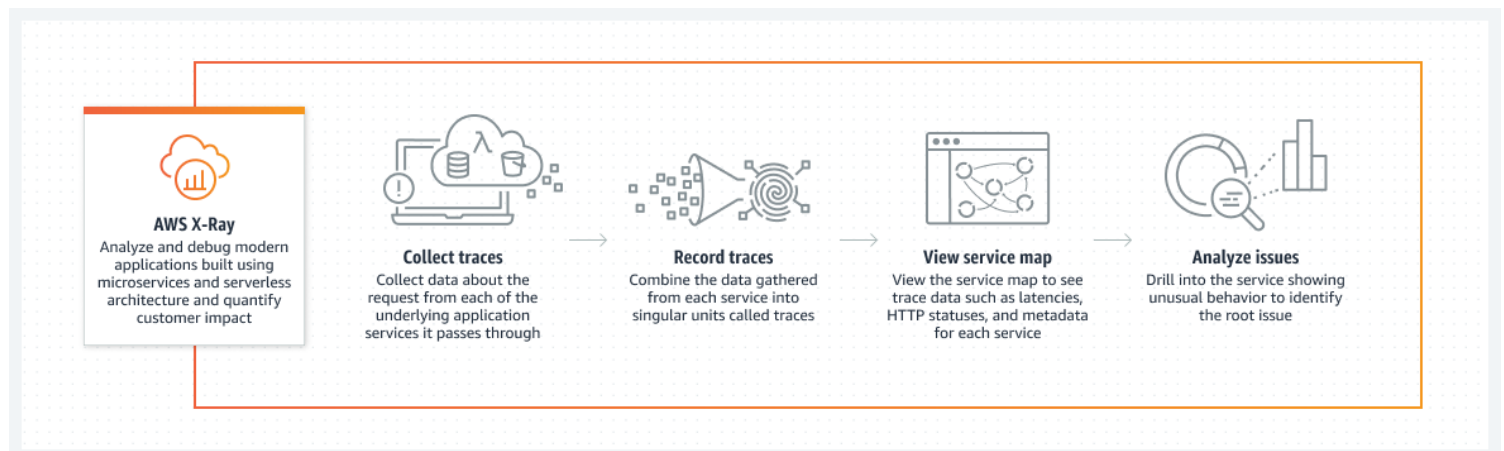 AWS X-Ray
Analyze and debug modern
applications built using
microservices and serverless
architecture and quantify
customer impact
Collect traces
Collect data about the
request from each of the
underlying application
services it passes through
Record traces
Combine the data gathered
from each service into
singular units called traces
View service map
View the service map to see
trace data such as latencies,
HTTP statuses, and metadata
for each service
Analyze issues
Drill into the service showing
unusual behavior to identify
the root issue